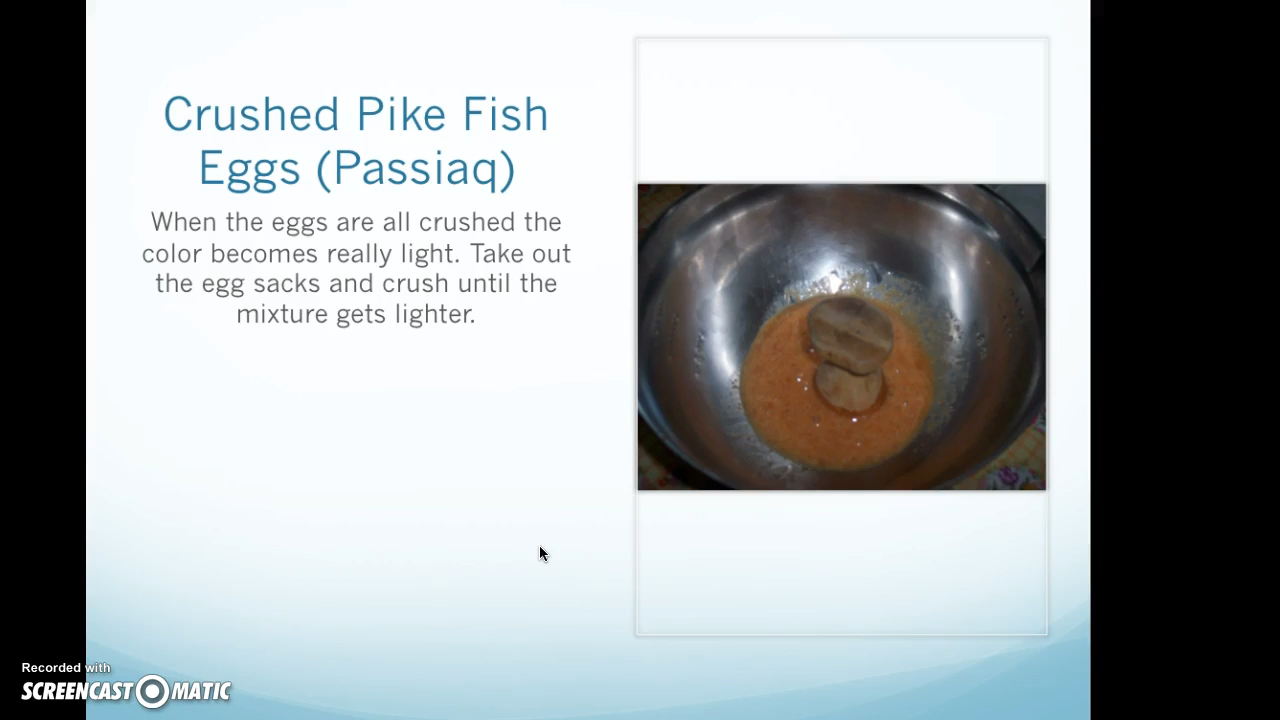 Crushed Pike Fish
Eggs (Passiaq)
When the eggs are all crushed the
color becomes really light. Take out
the egg sacks and crush until the
mixture gets lighter.
Recorded with
SCREENCAST MATIC